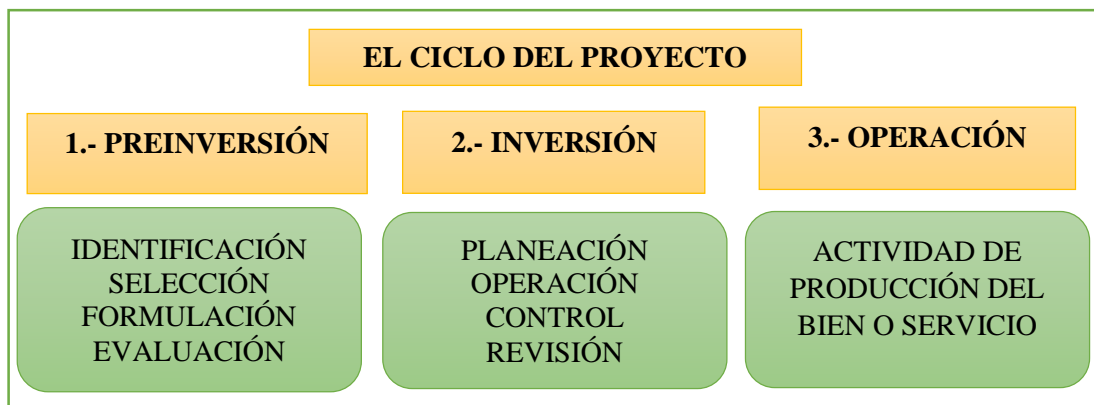 EL CICLO DEL PROYECTO
1.- PREINVERSIÓN
2.- INVERSIÓN
3.- OPERACIÓN
IDENTIFICACIÓN
SELECCIÓN
FORMULACIÓN
EVALUACIÓN
PLANEACIÓN
OPERACIÓN
CONTROL
REVISIÓN
ACTIVIDAD DE
PRODUCCIÓN DEL
BIEN O SERVICIO